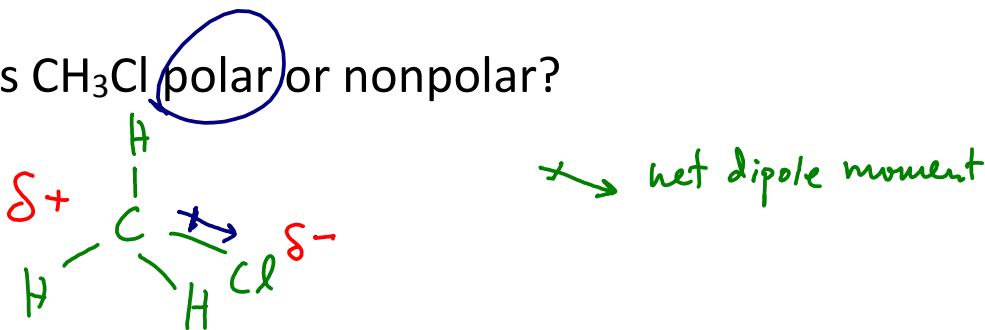 s CH₃Cl polar or nonpolar?
H
δ+
C
net dipole moment
δ-
H
H
Cl